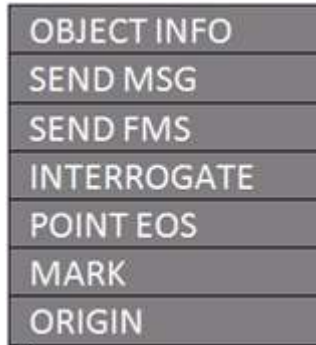 OBJECT INFO
SEND MSG
SEND FMS
INTERROGATE
POINT EOS
MARK
ORIGIN